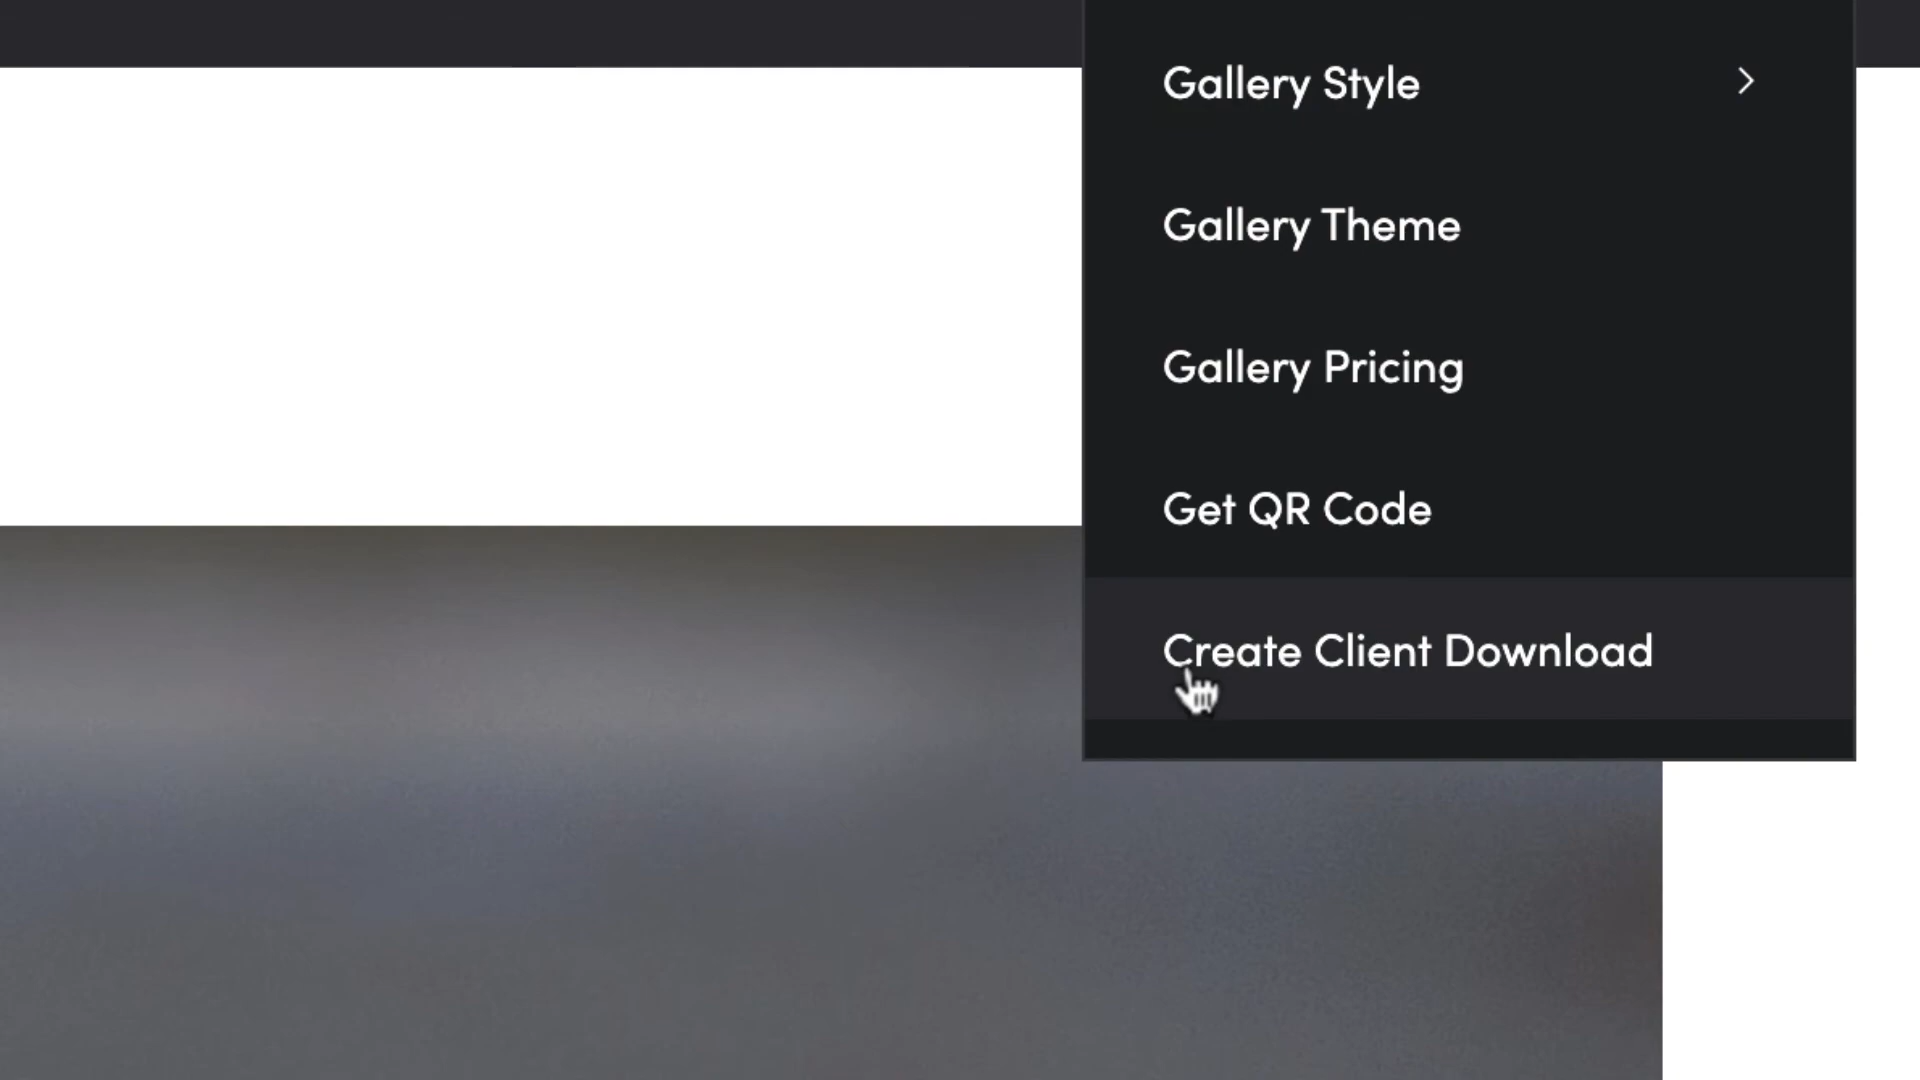 Gallery Style
Gallery Theme
Gallery Pricing
Get QR Code
Create Client Download